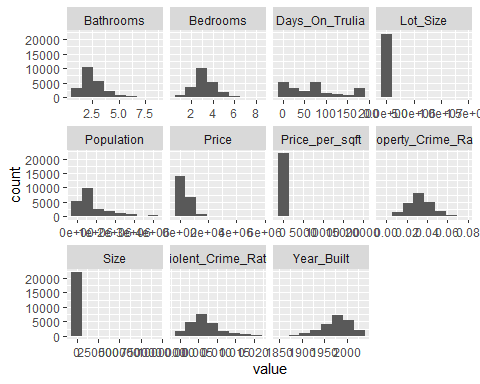 Bathrooms Bedrooms Days_On_Trulia Lot_Size
20000
15000
10000
5000
0
2.5 5.0 7.5 2 4 6 8 0 50 100 150
Population Price Price_per_sqft operty_Crime_Ra
20000
15000
10000
5000
0
0.00 0.02 0.04 0.06 0.08
Size iolent_Crime_Rat Year_Built
20000
15000
10000
5000
0
1850 1900 1950 2000
count
value